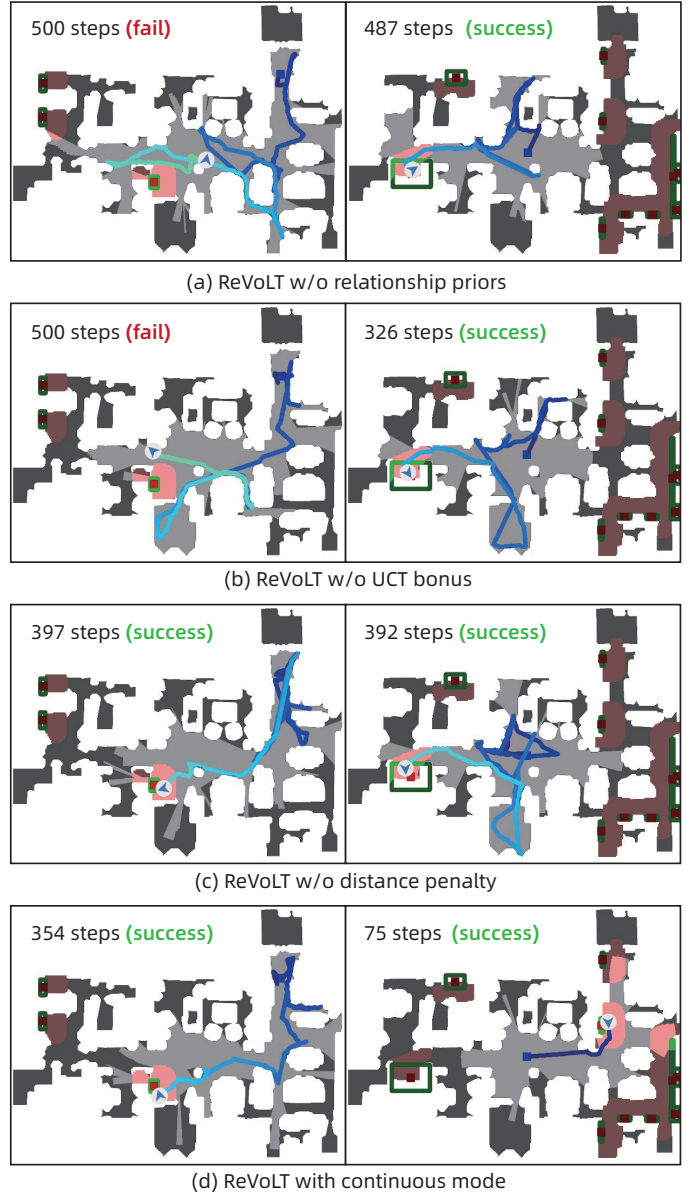 500 steps (fail)
487 steps (success)
(a) ReVoLT w/o relationship priors
500 steps (fail)
326 steps (success)
(b) ReVoLT w/o UCT bonus
397 steps (success)
392 steps (success)
(c) ReVoLT w/o distance penalty
354 steps (success)
75 steps (success)
(d) ReVoLT with continuous mode